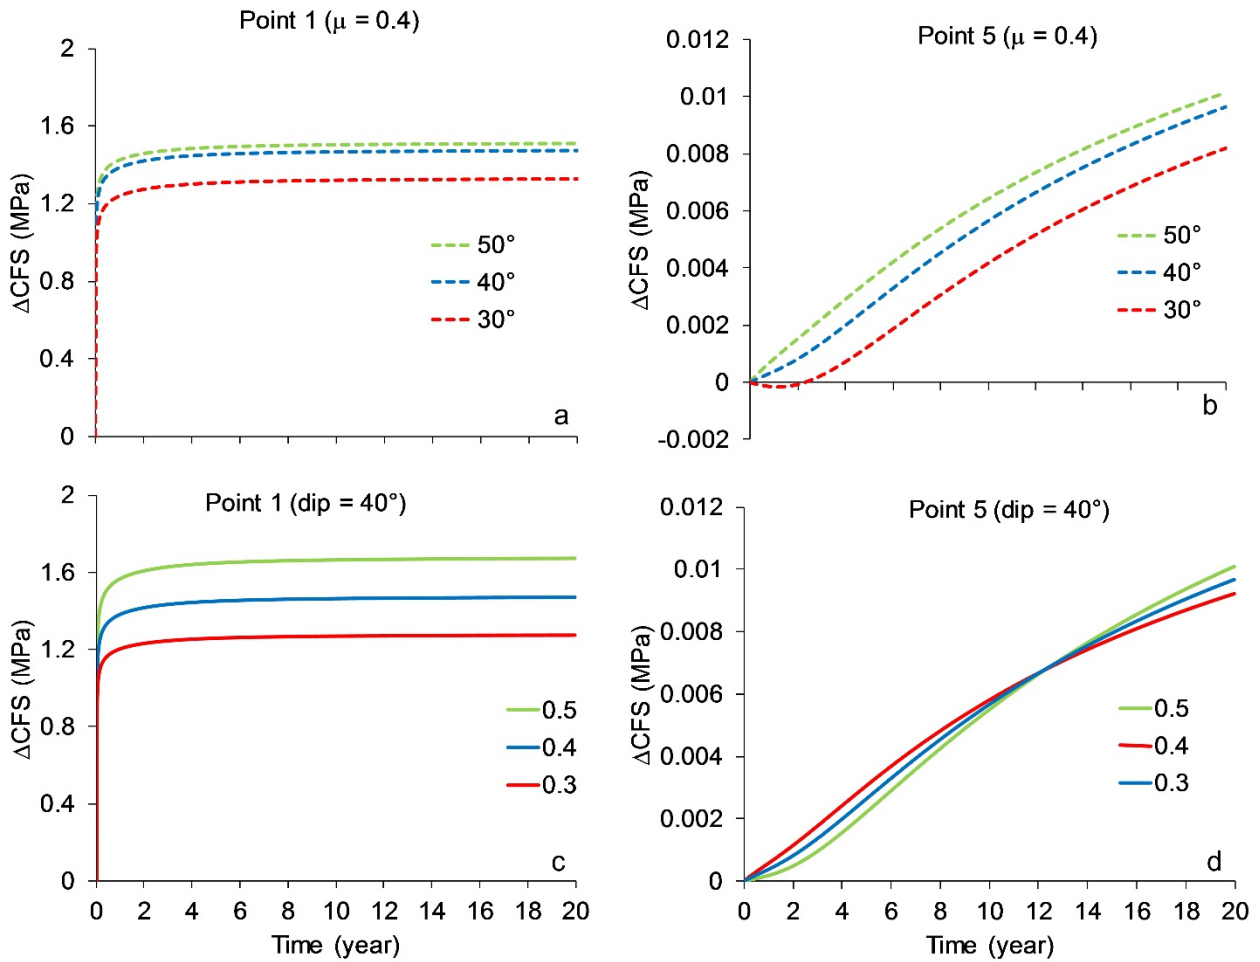 Point 1 (μ = 0.4)
2
1.6
1.2
0.8
0.4
0
ΔCFS (MPa)
50°
40°
30°
a
Point 5 (μ = 0.4)
0.012
0.01
0.008
0.006
0.004
0.002
0
-0.002
ΔCFS (MPa)
50°
40°
30°
b
Point 1 (dip = 40°)
2
1.6
1.2
0.8
0.4
0
ΔCFS (MPa)
0.5
0.4
0.3
c
0 2 4 6 8 10 12 14 16 18 20
Time (year)
Point 5 (dip = 40°)
0.012
0.01
0.008
0.006
0.004
0.002
0
ΔCFS (MPa)
0.5
0.4
0.3
d
0 2 4 6 8 10 12 14 16 18 20
Time (year)